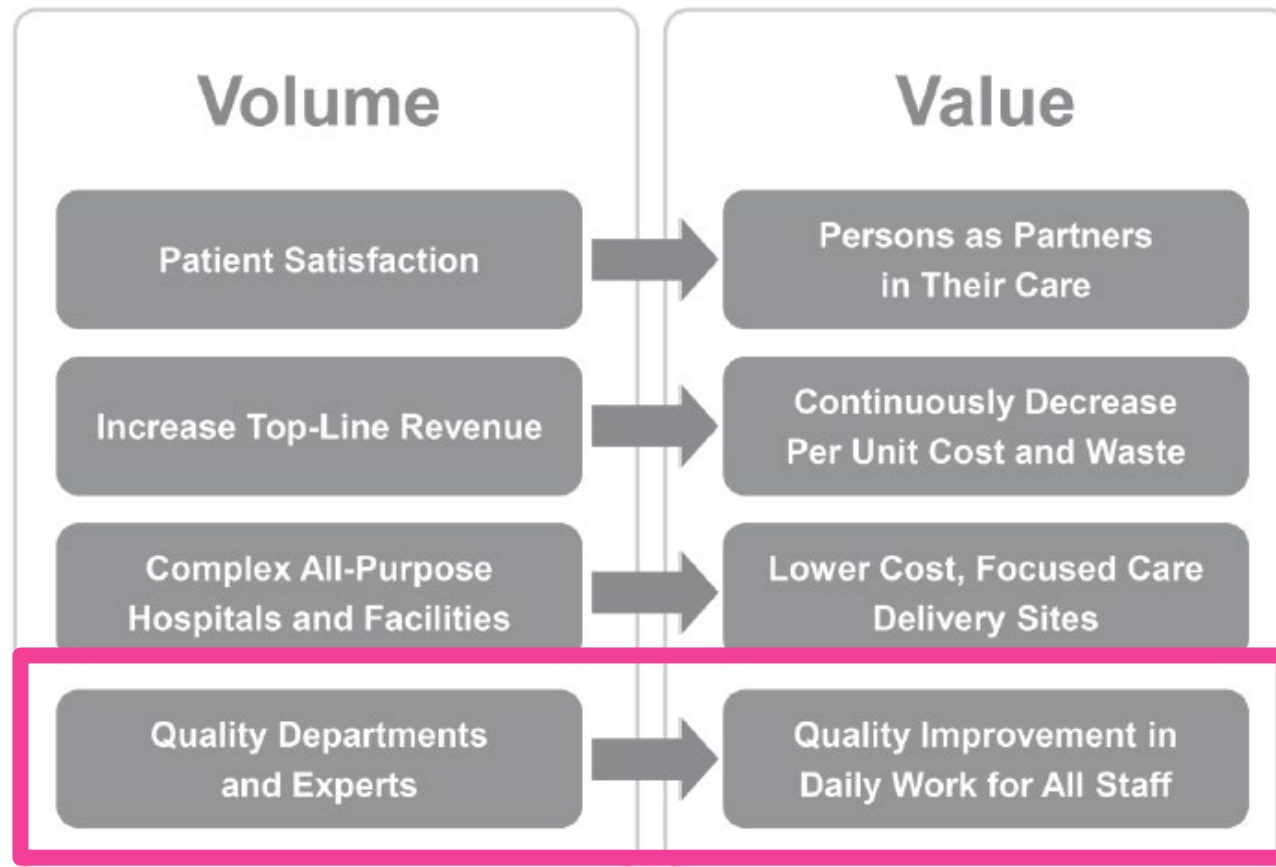 Volume
Value
Patient Satisfaction
Persons as Partners
in Their Care
Increase Top-Line Revenue
Continuously Decrease
Per Unit Cost and Waste
Complex All-Purpose
Hospitals and Facilities
Lower Cost, Focused Care
Delivery Sites
Quality Departments
and Experts
Quality Improvement in
Daily Work for All Staff